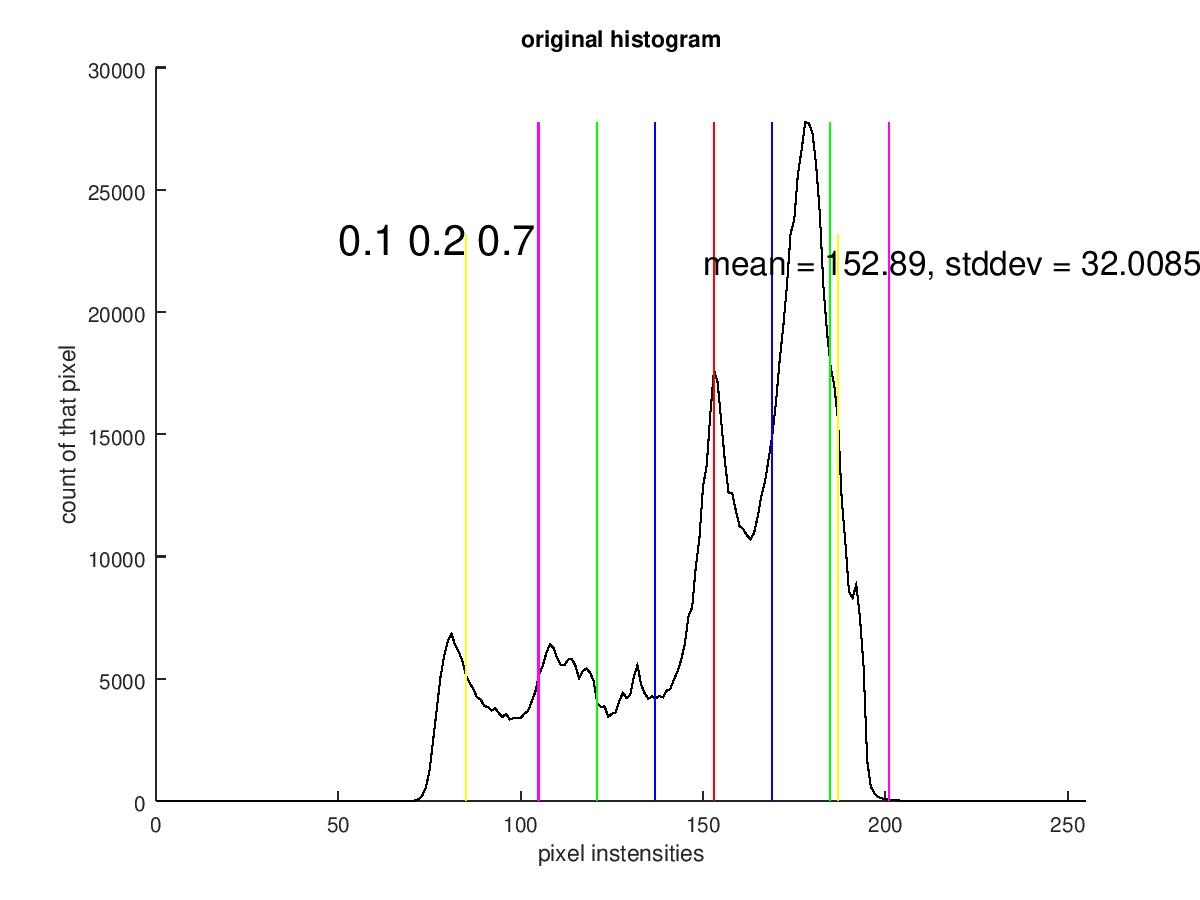 original histogram
30000
25000
20000
15000
10000
5000
0
count of that pixel
0.1 0.2 0.7
mean = 152.89, stddev = 32.0085
0 50 100 150 200 250
pixel instensities